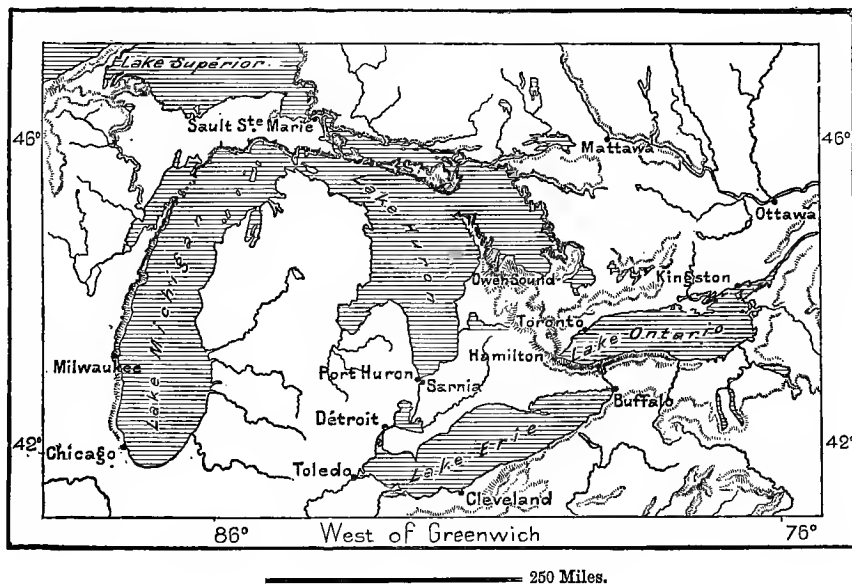 Lake Superior
Sault Ste Marie
46°
46°
Mattawa
Ottawa
Lake Huron
Lake Michigan
Owen Sound
Kingston
Toronto
Lake Ontario
Hamilton
Milwaukee
Port Huron
Sarnia
Buffalo
Détroit
42°
42°
Chicago
Toledo
Lake Erie
Cleveland
86°
West of Greenwich
76°
250 Miles.